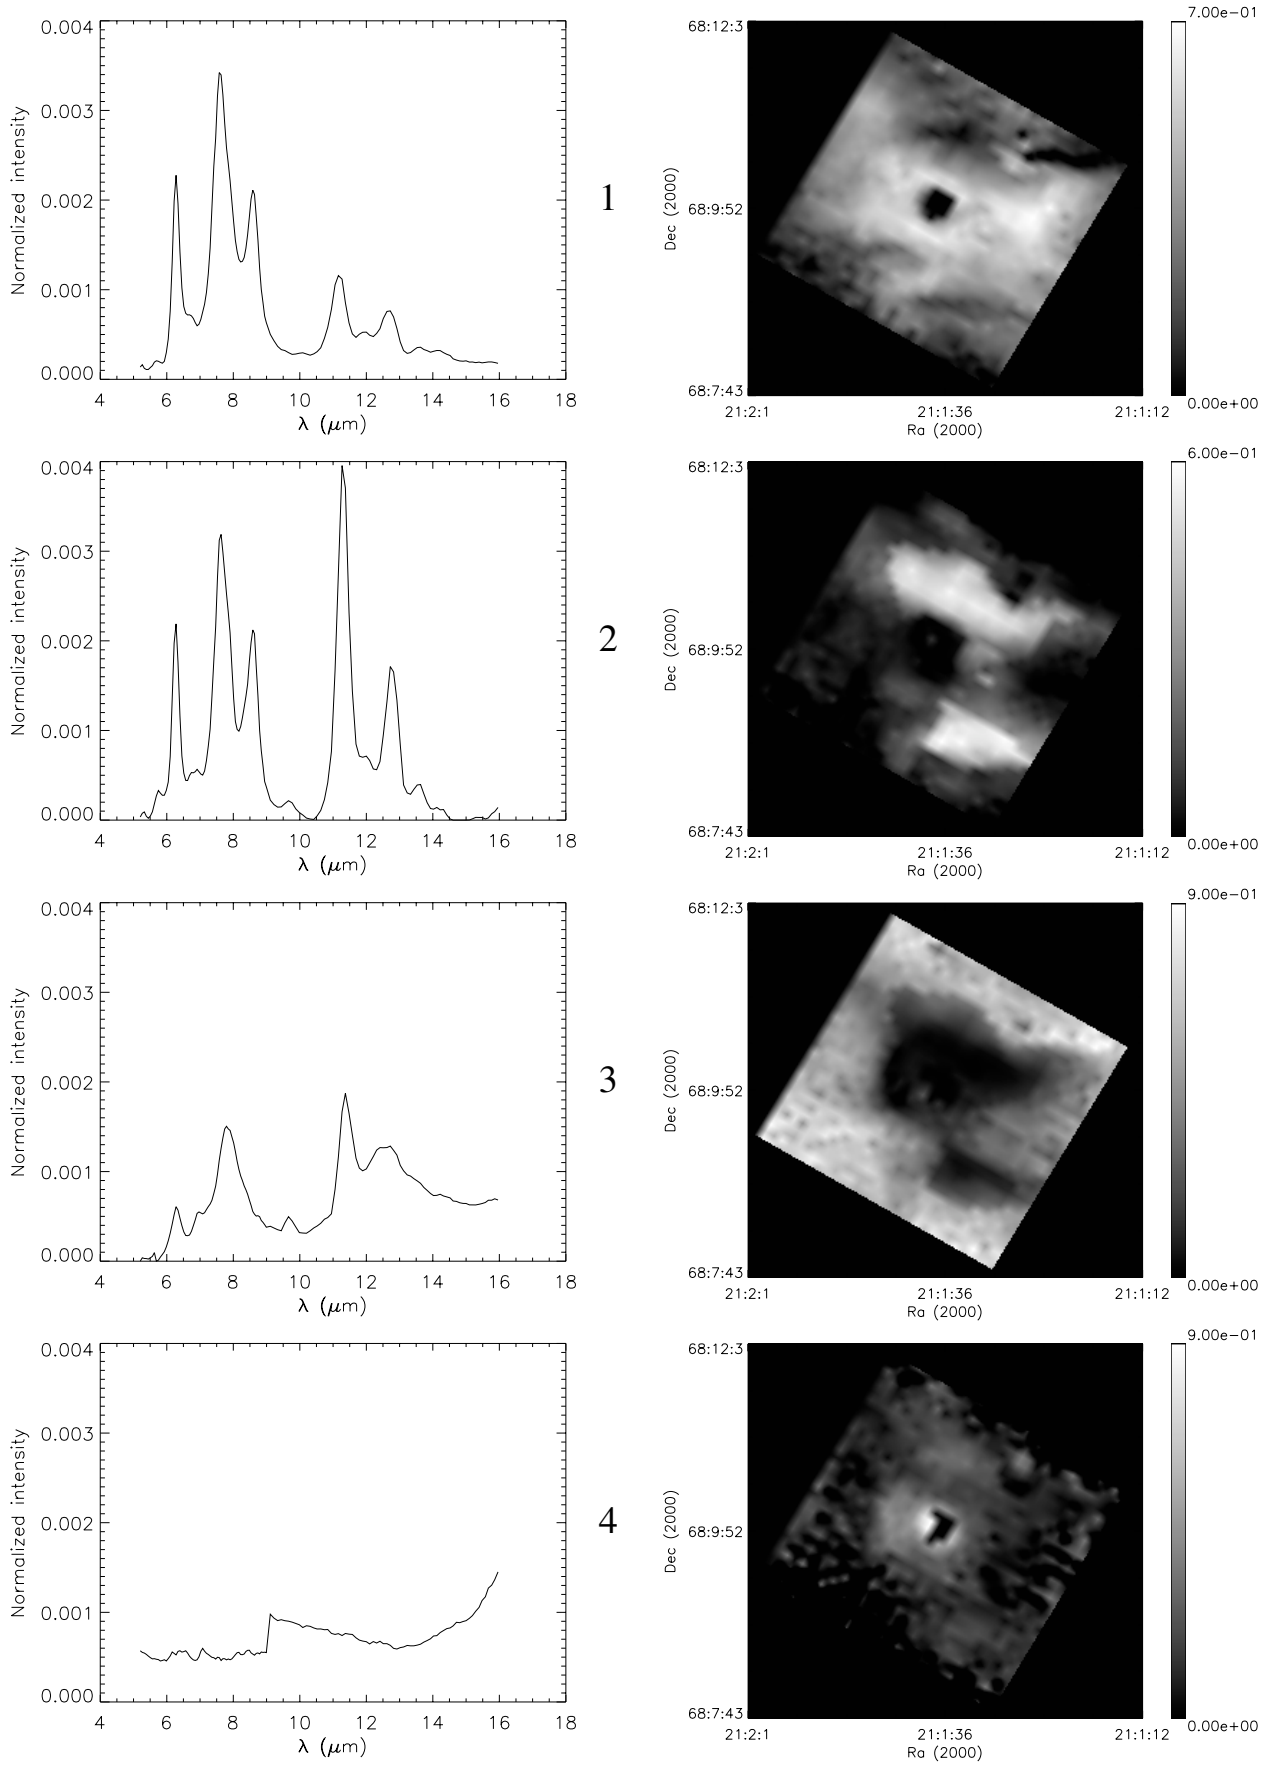 0.004
0.003
0.002
0.001
0.000
4 6 8 10 12 14 16 18
λ (μm)
Normalized intensity
1
68:12:3
68:9:52
68:7:43
Dec (2000)
21:2:1 21:1:36 21:1:12
Ra (2000)
7.00e-01
0.00e+00
0.004
0.003
0.002
0.001
0.000
4 6 8 10 12 14 16 18
λ (μm)
Normalized intensity
2
68:12:3
68:9:52
68:7:43
Dec (2000)
21:2:1 21:1:36 21:1:12
Ra (2000)
6.00e-01
0.00e+00
0.004
0.003
0.002
0.001
0.000
4 6 8 10 12 14 16 18
λ (μm)
Normalized intensity
3
68:12:3
68:9:52
68:7:43
Dec (2000)
21:2:1 21:1:36 21:1:12
Ra (2000)
9.00e-01
0.00e+00
0.004
0.003
0.002
0.001
0.000
4 6 8 10 12 14 16 18
λ (μm)
Normalized intensity
4
68:12:3
68:9:52
68:7:43
Dec (2000)
21:2:1 21:1:36 21:1:12
Ra (2000)
9.00e-01
0.00e+00